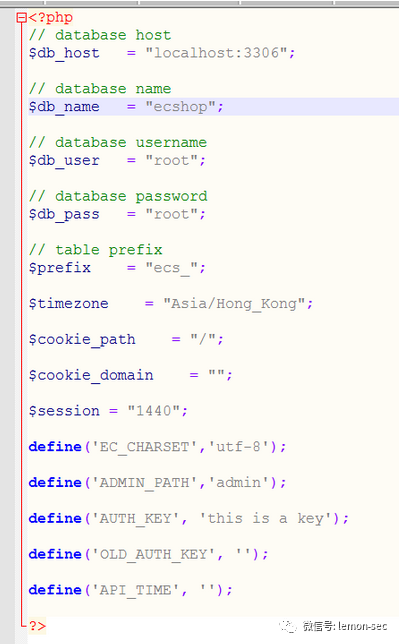 <?php
// database host
$db_host = "localhost:3306";
// database name
$db_name = "ecshop";
// database username
$db_user = "root";
// database password
$db_pass = "root";
// table prefix
$prefix = "ecs_";
$timezone = "Asia/Hong_Kong";
$cookie_path = "/";
$cookie_domain = "";
$session = "1440";
define('EC_CHARSET','utf-8');
define('ADMIN_PATH','admin');
define('AUTH_KEY', 'this is a key');
define('OLD_AUTH_KEY', '');
define('API_TIME', '');
?>
微信号: lemon-sec